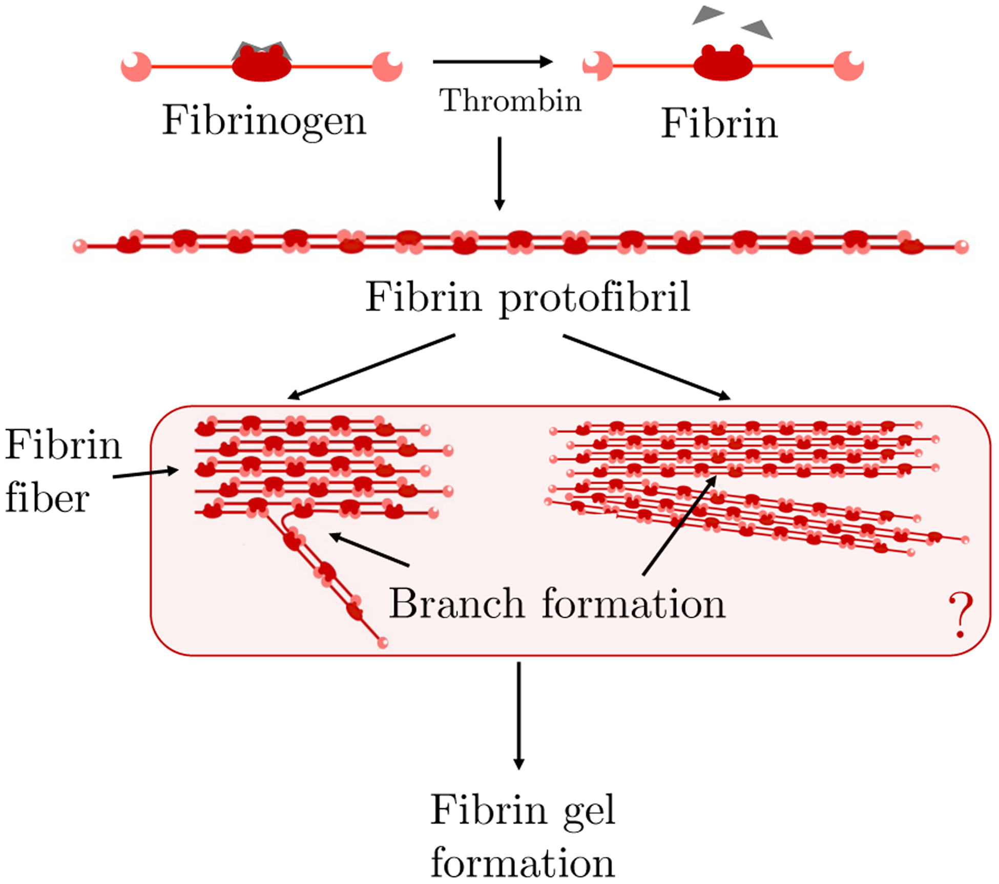 Thrombin
Fibrinogen
Fibrin
Fibrin protofibril
Fibrin
fiber
Branch formation
?
Fibrin gel
formation